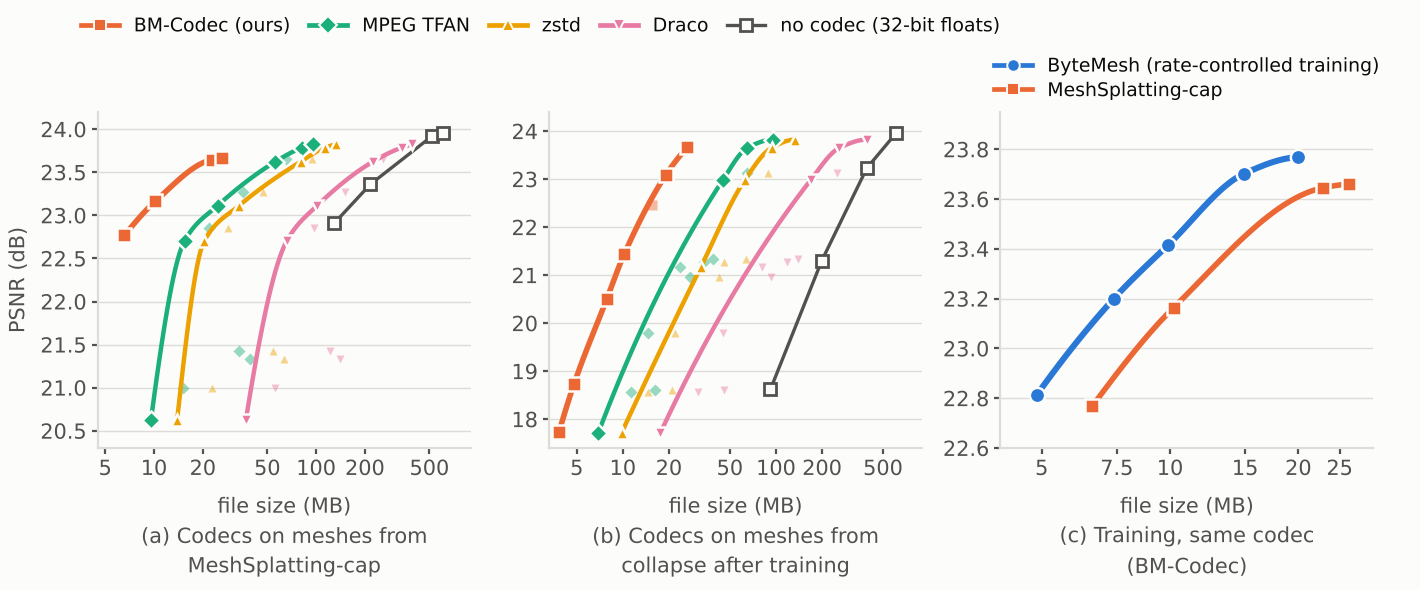 BM-Codec (ours) MPEG TFAN zstd Draco no codec (32-bit floats)
ByteMesh (rate-controlled training)
MeshSplatting-cap
PSNR (dB)
24.0
23.5
23.0
22.5
22.0
21.5
21.0
20.5
5 10 20 50 100 200 500
file size (MB)
(a) Codecs on meshes from
MeshSplatting-cap
24
23
22
21
20
19
18
5 10 20 50 100 200 500
file size (MB)
(b) Codecs on meshes from
collapse after training
23.8
23.6
23.4
23.2
23.0
22.8
22.6
5 7.5 10 15 20 25
file size (MB)
(c) Training, same codec
(BM-Codec)